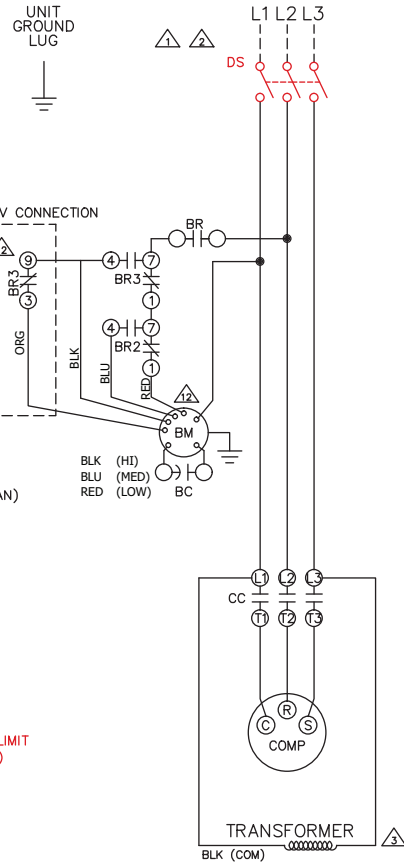 UNIT
GROUND
LUG
1
2
L1 L2 L3
DS
V CONNECTION
2
9
BR3
3
4
7
BR
BR3
1
4
7
BR2
1
ORG
BLK
BLU
RED
12
BM
BLK (HI)
BLU (MED)
RED (LOW)
BC
AN)
L1
L2
L3
CC
T1
T2
T3
R
C
S
COMP
LIMIT
)
TRANSFORMER
3
BLK (COM)